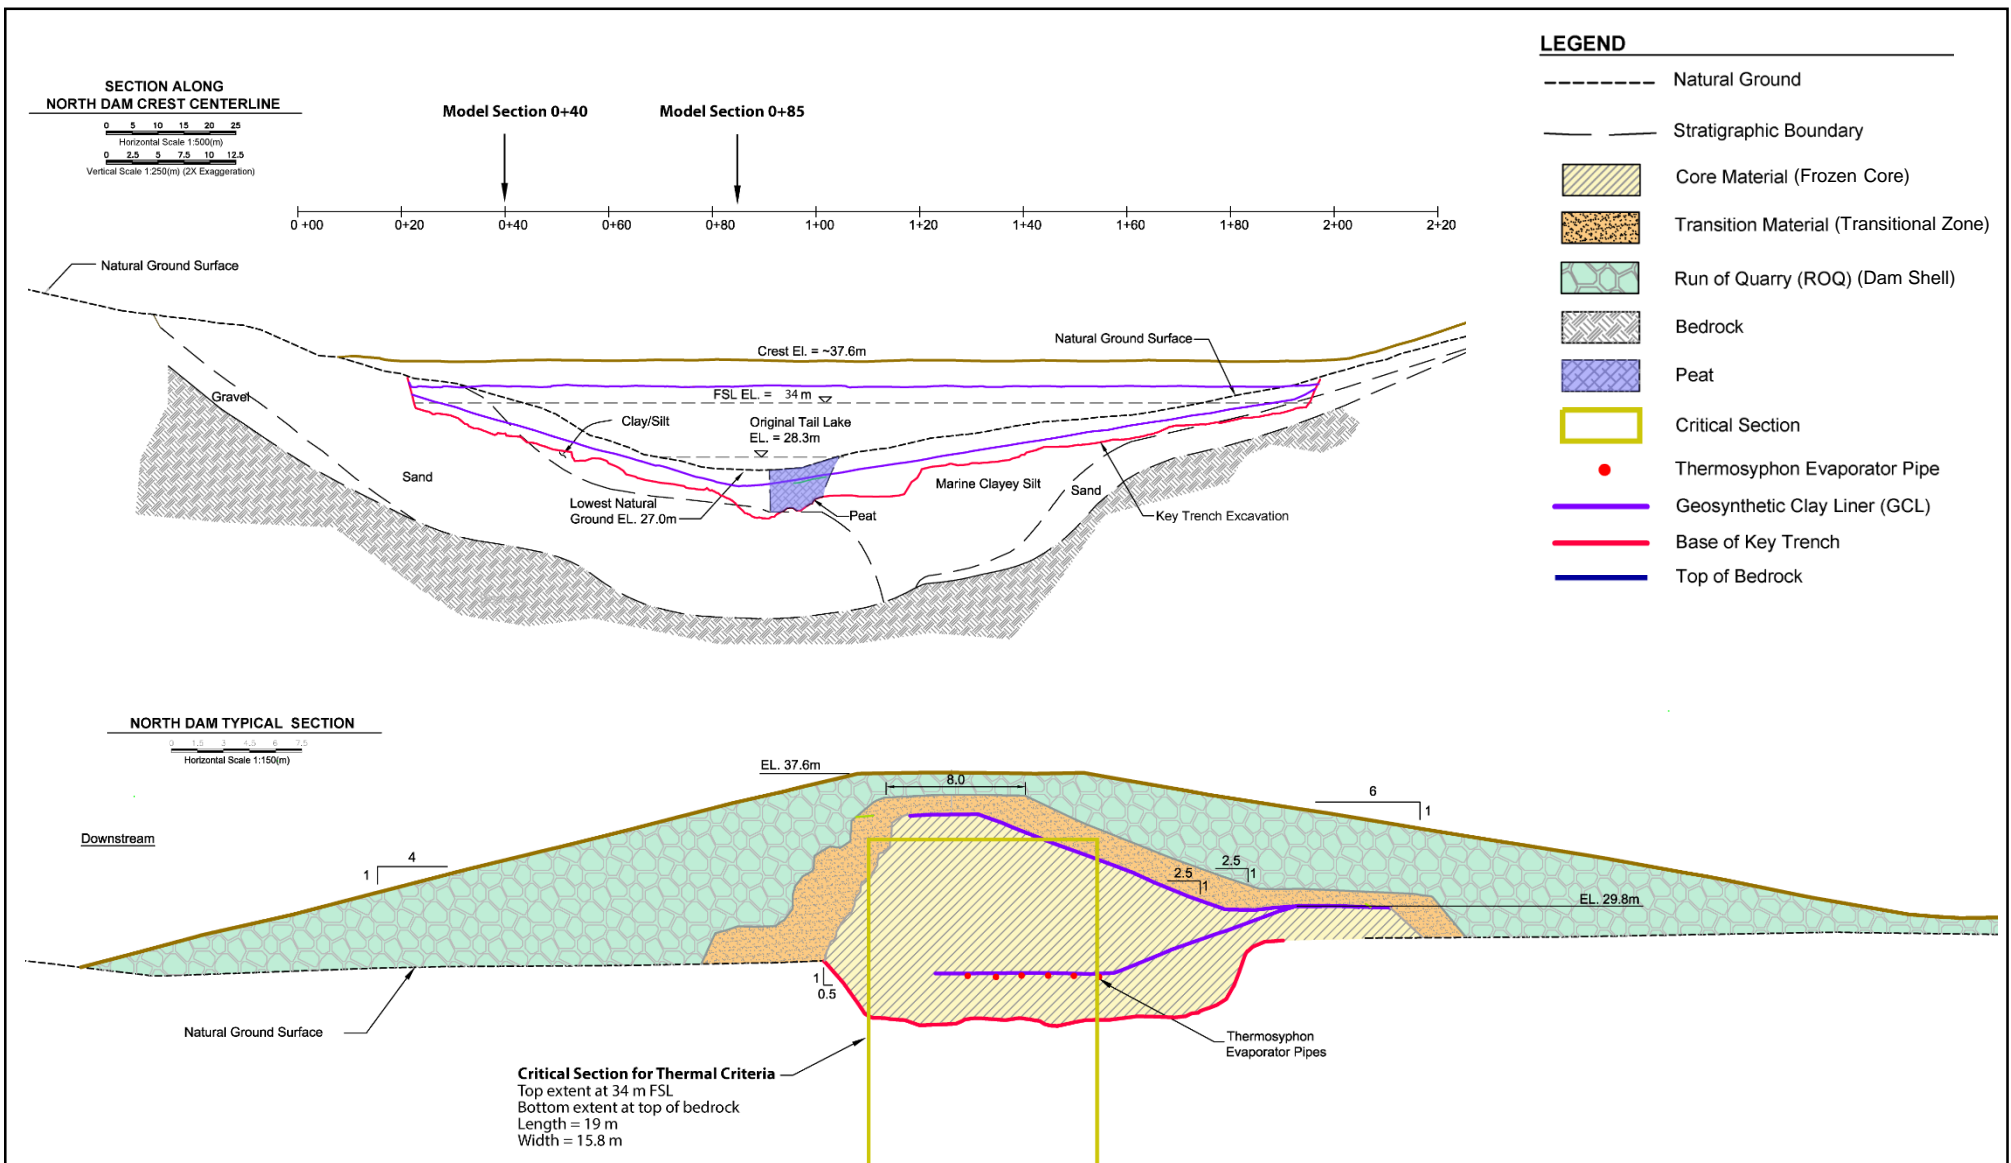 SECTION ALONG
NORTH DAM CREST CENTERLINE
0 5 10 15 20 25
Horizontal Scale 1:500(m)
0 2.5 5 7.5 10 12.5
Vertical Scale 1:250(m) (2X Exaggeration)
Model Section 0+40
Model Section 0+85
0 +00 0+20 0+40 0+60 0+80 1+00 1+20 1+40 1+60 1+80 2+00 2+20
Natural Ground Surface
Crest El. = ~37.6m
Natural Ground Surface
FSL EL. = 34 m
Gravel
Clay/Silt
Original Tail Lake
EL. = 28.3m
Sand
Marine Clayey Silt
Sand
Lowest Natural
Ground EL. 27.0m
Peat
Key Trench Excavation
LEGEND
Natural Ground
Stratigraphic Boundary
Core Material (Frozen Core)
Transition Material (Transitional Zone)
Run of Quarry (ROQ) (Dam Shell)
Bedrock
Peat
Critical Section
Thermosyphon Evaporator Pipe
Geosynthetic Clay Liner (GCL)
Base of Key Trench
Top of Bedrock
NORTH DAM TYPICAL SECTION
0 1.5 3 4.5 6 7.5
Horizontal Scale 1:150(m)
EL. 37.6m
8.0
6
1
Downstream
4
1
2.5
1
2.5
1
EL. 29.8m
1
0.5
Natural Ground Surface
Thermosyphon
Evaporator Pipes
Critical Section for Thermal Criteria
Top extent at 34 m FSL
Bottom extent at top of bedrock
Length = 19 m
Width = 15.8 m